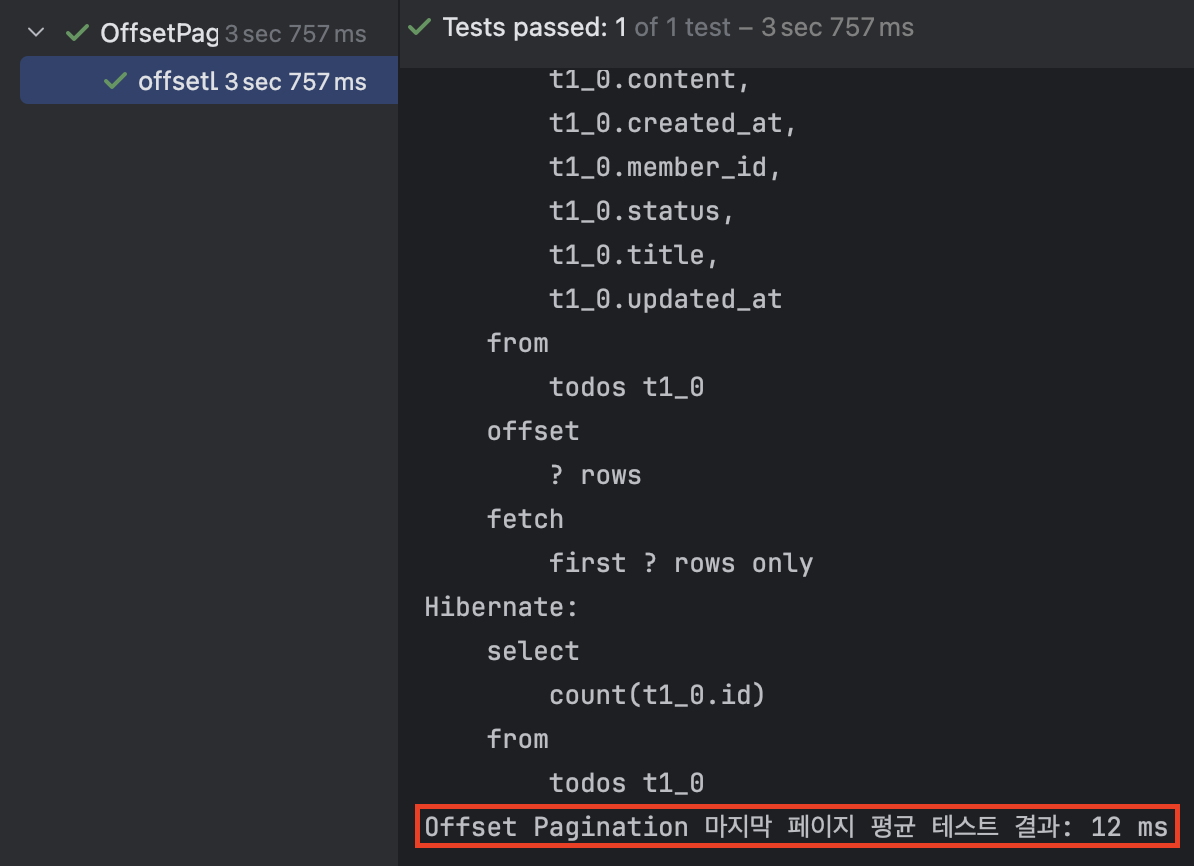 OffsetPag 3 sec 757 ms
offsetL 3 sec 757 ms
Tests passed: 1 of 1 test – 3 sec 757 ms
t1_0.content,
t1_0.created_at,
t1_0.member_id,
t1_0.status,
t1_0.title,
t1_0.updated_at
from
todos t1_0
offset
? rows
fetch
first ? rows only
Hibernate:
select
count(t1_0.id)
from
todos t1_0
Offset Pagination 마지막 페이지 평균 테스트 결과: 12 ms